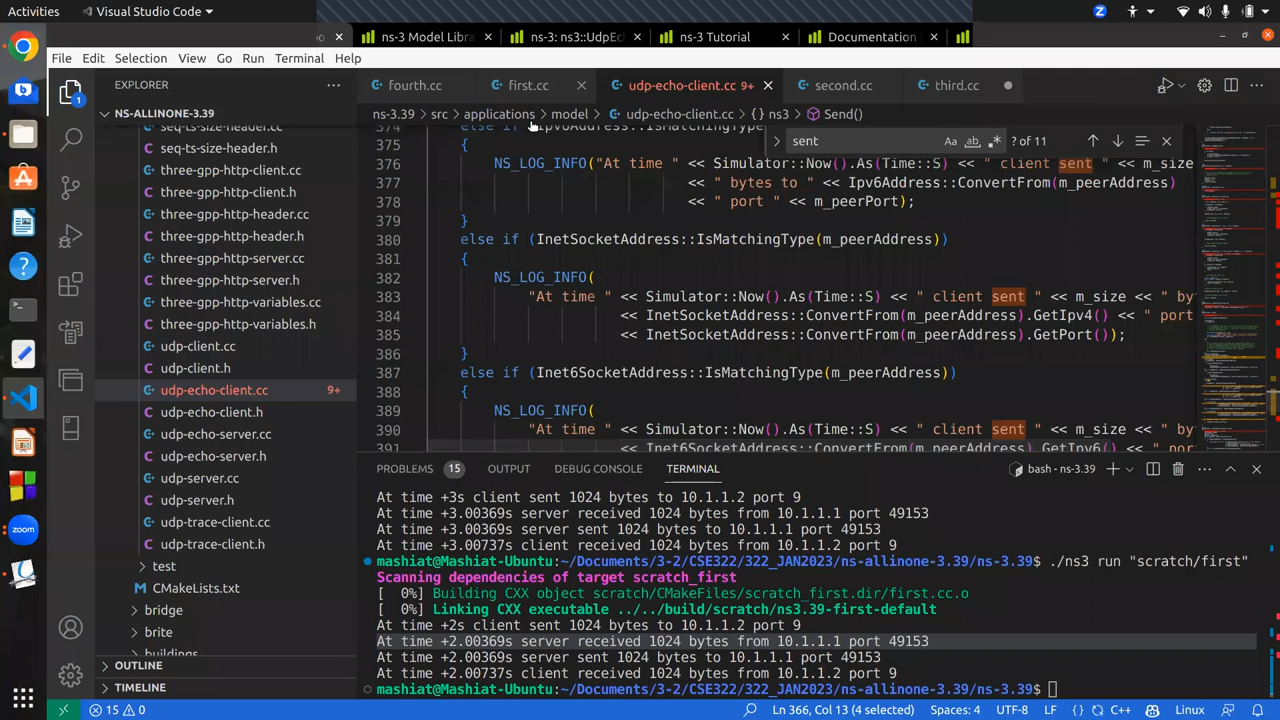 Activities Visual Studio Code
ns-3 Model Libra ns-3: ns3::UdpEc ns-3 Tutorial Documentation
File Edit Selection View Go Run Terminal Help
EXPLORER
NS-ALLINONE-3.39
seq-ts-size-header.cc
seq-ts-size-header.h
three-gpp-http-client.cc
three-gpp-http-client.h
three-gpp-http-header.cc
three-gpp-http-header.h
three-gpp-http-server.cc
three-gpp-http-server.h
three-gpp-http-variables.cc
three-gpp-http-variables.h
udp-client.cc
udp-client.h
udp-echo-client.cc 9+
udp-echo-client.h
udp-echo-server.cc
udp-echo-server.h
udp-server.cc
udp-server.h
udp-trace-client.cc
udp-trace-client.h
test
CMakeLists.txt
bridge
brite
buildings
OUTLINE
TIMELINE
1
fourth.cc first.cc udp-echo-client.cc 9+ second.cc third.cc
ns-3.39 > src > applications > model > udp-echo-client.cc > {} ns3 > Send()
sent Aa ab .* ? of 11
374 else if (Ipv6Address::IsMatchingType
375 {
376 NS_LOG_INFO("At time " << Simulator::Now().As(Time::S) << " client sent " << m_size
377 << " bytes to " << Ipv6Address::ConvertFrom(m_peerAddress)
378 << " port " << m_peerPort);
379 }
380 else if (InetSocketAddress::IsMatchingType(m_peerAddress))
381 {
382 NS_LOG_INFO(
383 "At time " << Simulator::Now().As(Time::S) << " client sent " << m_size << " by
384 << InetSocketAddress::ConvertFrom(m_peerAddress).GetIpv4() << " port
385 << InetSocketAddress::ConvertFrom(m_peerAddress).GetPort());
386 }
387 else if (Inet6SocketAddress::IsMatchingType(m_peerAddress))
388 {
389 NS_LOG_INFO(
390 "At time " << Simulator::Now().As(Time::S) << " client sent " << m_size << " by
391 << Inet6SocketAddress::ConvertFrom(m_peerAddress).GetIpv6() << " port
PROBLEMS 15 OUTPUT DEBUG CONSOLE TERMINAL bash - ns-3.39
At time +3s client sent 1024 bytes to 10.1.1.2 port 9
At time +3.00369s server received 1024 bytes from 10.1.1.1 port 49153
At time +3.00369s server sent 1024 bytes to 10.1.1.1 port 49153
At time +3.00737s client received 1024 bytes from 10.1.1.2 port 9
mashiat@Mashiat-Ubuntu:~/Documents/3-2/CSE322/322_JAN2023/ns-allinone-3.39/ns-3.39$ ./ns3 run "scratch/first"
Scanning dependencies of target scratch_first
[ 0%] Building CXX object scratch/CMakeFiles/scratch_first.dir/first.cc.o
[ 0%] Linking CXX executable ../../build/scratch/ns3.39-first-default
At time +2s client sent 1024 bytes to 10.1.1.2 port 9
At time +2.00369s server received 1024 bytes from 10.1.1.1 port 49153
At time +2.00369s server sent 1024 bytes to 10.1.1.1 port 49153
At time +2.00737s client received 1024 bytes from 10.1.1.2 port 9
mashiat@Mashiat-Ubuntu:~/Documents/3-2/CSE322/322_JAN2023/ns-allinone-3.39/ns-3.39$
15 0 Ln 366, Col 13 (4 selected) Spaces: 4 UTF-8 LF {} C++ Linux
zoom